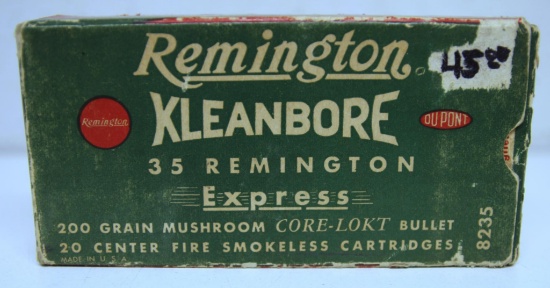 Remington.
45.00
Remington
KLEANBORE
DU PONT
35 REMINGTON
Express
200 GRAIN MUSHROOM CORE-LOKT BULLET
20 CENTER FIRE SMOKELESS CARTRIDGES
MADE IN U.S.A.
8235